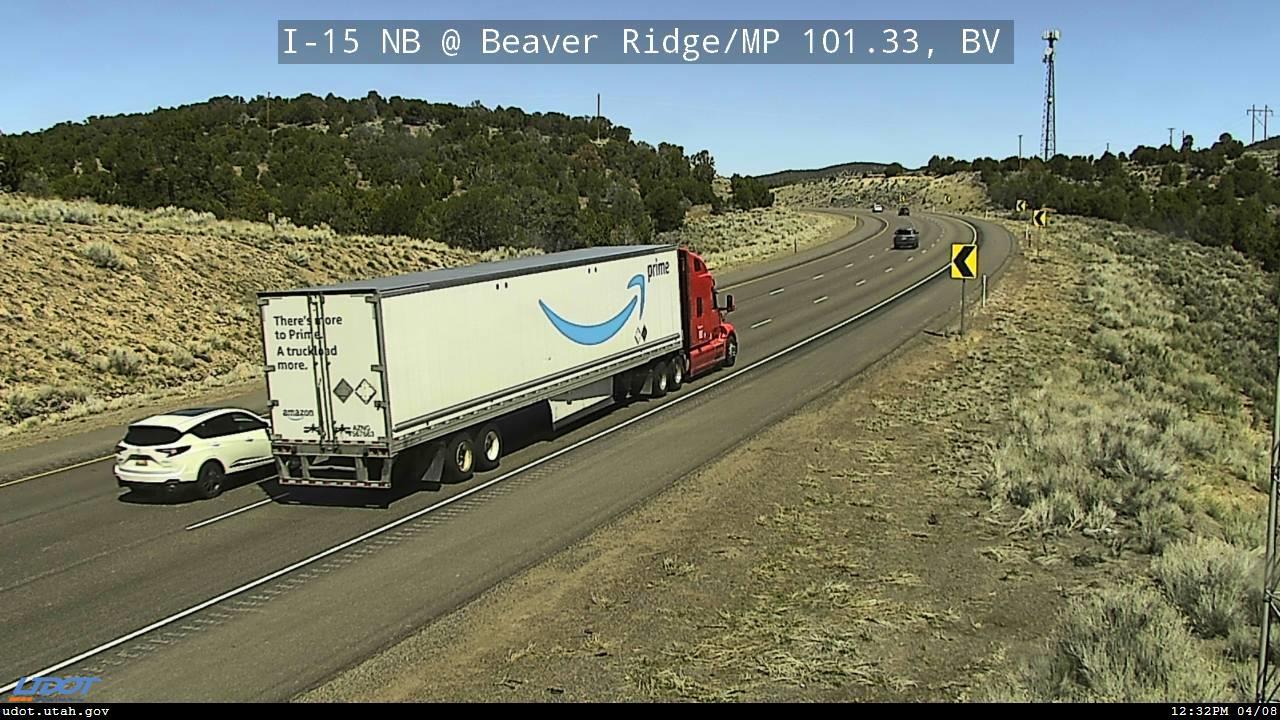 I-15 NB @ Beaver Ridge/MP 101.33, BV
prime
There's more
to Prime.
A truckload
more.
amazon
AZNG
UDOT
udot.utah.gov
12:32PM 04/08